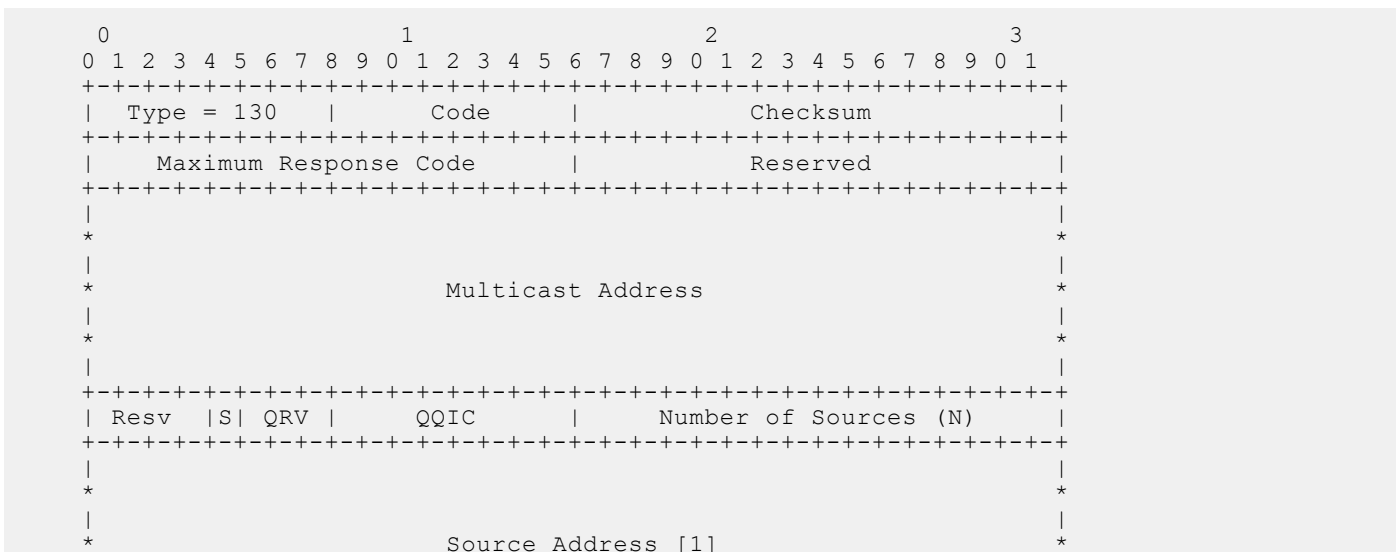 0                   1                   2                   3
0 1 2 3 4 5 6 7 8 9 0 1 2 3 4 5 6 7 8 9 0 1 2 3 4 5 6 7 8 9 0 1
+-+-+-+-+-+-+-+-+-+-+-+-+-+-+-+-+-+-+-+-+-+-+-+-+-+-+-+-+-+-+-+-+
|  Type = 130   |      Code     |           Checksum            |
+-+-+-+-+-+-+-+-+-+-+-+-+-+-+-+-+-+-+-+-+-+-+-+-+-+-+-+-+-+-+-+-+
|    Maximum Response Code      |           Reserved            |
+-+-+-+-+-+-+-+-+-+-+-+-+-+-+-+-+-+-+-+-+-+-+-+-+-+-+-+-+-+-+-+-+
|                                                               |
*                                                               *
|                                                               |
*                       Multicast Address                       *
|                                                               |
*                                                               *
|                                                               |
+-+-+-+-+-+-+-+-+-+-+-+-+-+-+-+-+-+-+-+-+-+-+-+-+-+-+-+-+-+-+-+-+
| Resv  |S| QRV |     QQIC      |     Number of Sources (N)     |
+-+-+-+-+-+-+-+-+-+-+-+-+-+-+-+-+-+-+-+-+-+-+-+-+-+-+-+-+-+-+-+-+
|                                                               |
*                                                               *
|                                                               |
*                       Source Address [1]                      *